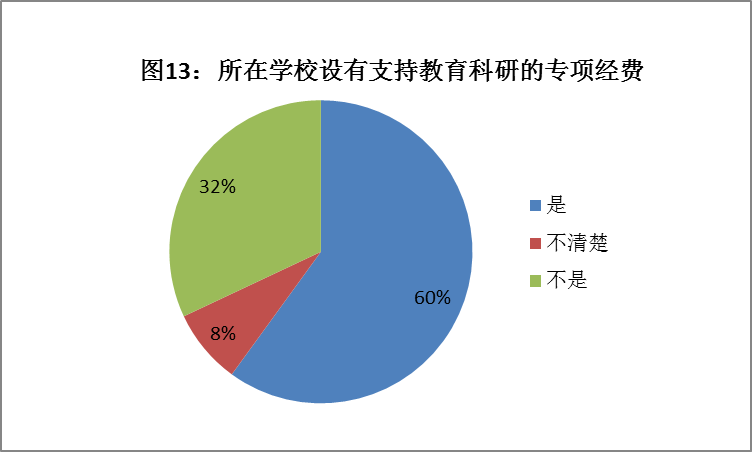 图13：所在学校设有支持教育科研的专项经费
32%
60%
8%
是
不清楚
不是